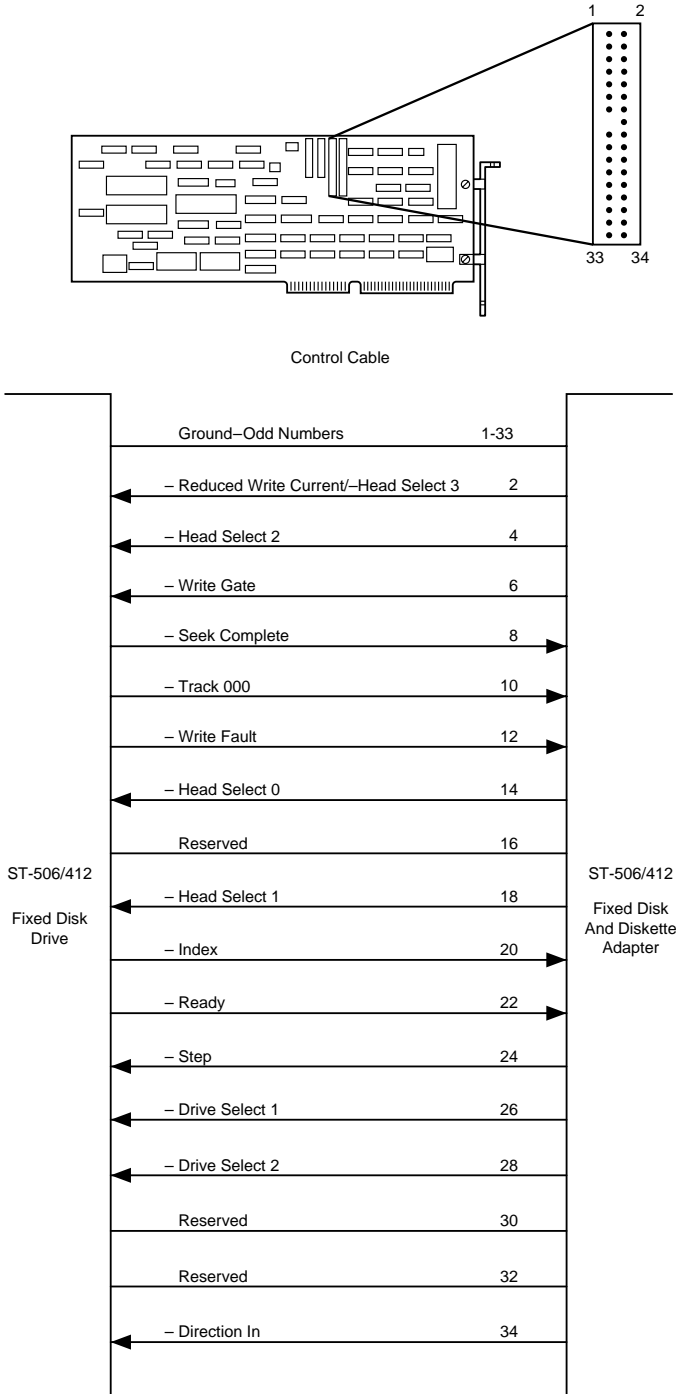 1 2
33 34
Control Cable
Ground–Odd Numbers 1-33
– Reduced Write Current/–Head Select 3 2
– Head Select 2 4
– Write Gate 6
– Seek Complete 8
– Track 000 10
– Write Fault 12
– Head Select 0 14
Reserved 16
– Head Select 1 18
– Index 20
– Ready 22
– Step 24
– Drive Select 1 26
– Drive Select 2 28
Reserved 30
Reserved 32
– Direction In 34
ST-506/412
Fixed Disk
Drive
ST-506/412
Fixed Disk
And Diskette
Adapter